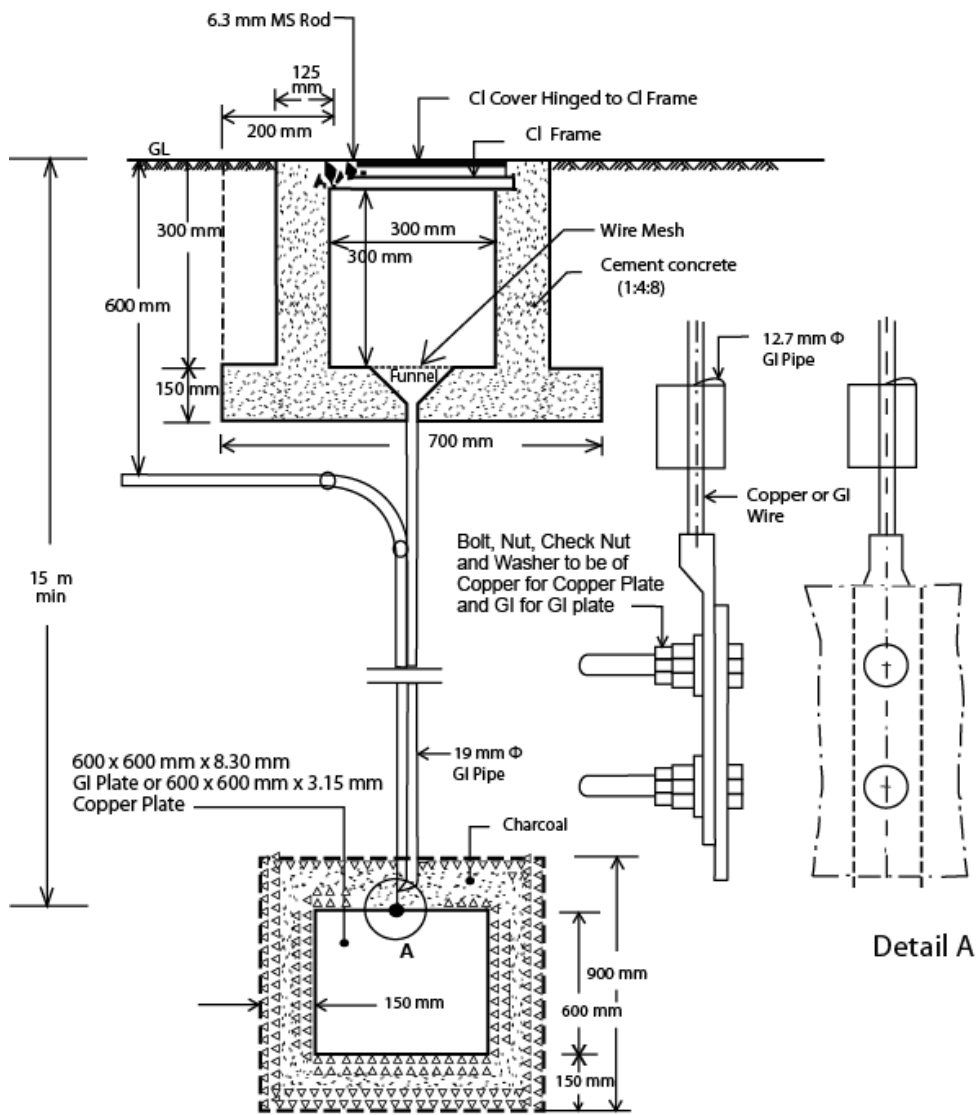 6.3 mm MS Rod
125
mm
200 mm
CI Cover Hinged to CI Frame
CI Frame
GL
A
300 mm
300 mm
300 mm
600 mm
Wire Mesh
Cement concrete
(1:4:8)
150 mm
Funnel
700 mm
12.7 mm Φ
GI Pipe
Copper or GI
Wire
Bolt, Nut, Check Nut
and Washer to be of
Copper for Copper Plate
and GI for GI plate
15 m
min
600 x 600 mm x 8.30 mm
GI Plate or 600 x 600 mm x 3.15 mm
Copper Plate
19 mm Φ
GI Pipe
Charcoal
A
150 mm
900 mm
600 mm
150 mm
Detail A